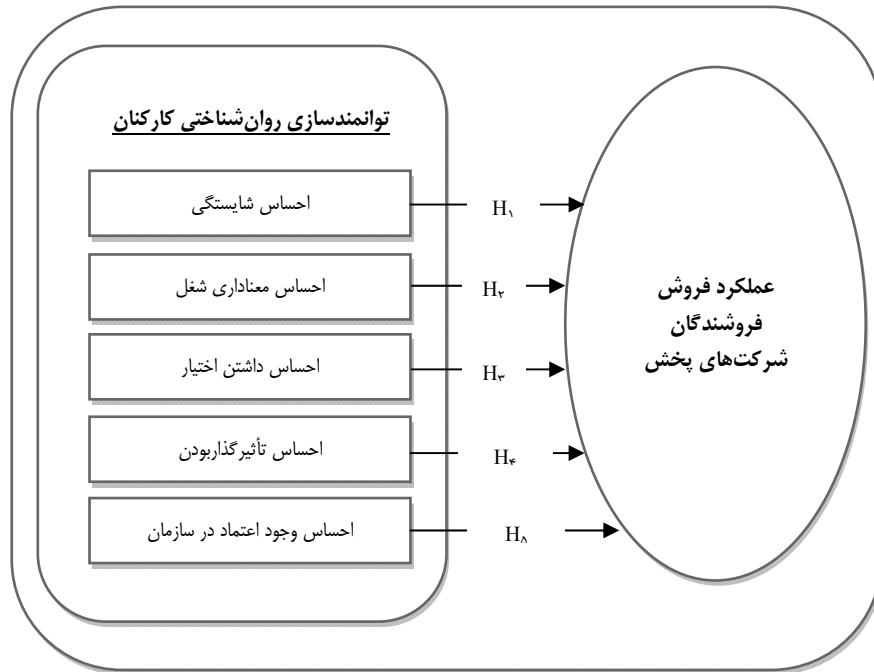 توانمندسازی روان‌شناختی کارکنان
احساس شایستگی
H۱
احساس معناداری شغل
H۲
احساس داشتن اختیار
H۳
احساس تأثیرگذاربودن
H۴
احساس وجود اعتماد در سازمان
H۸
عملکرد فروش
فروشندگان
شرکت‌های پخش